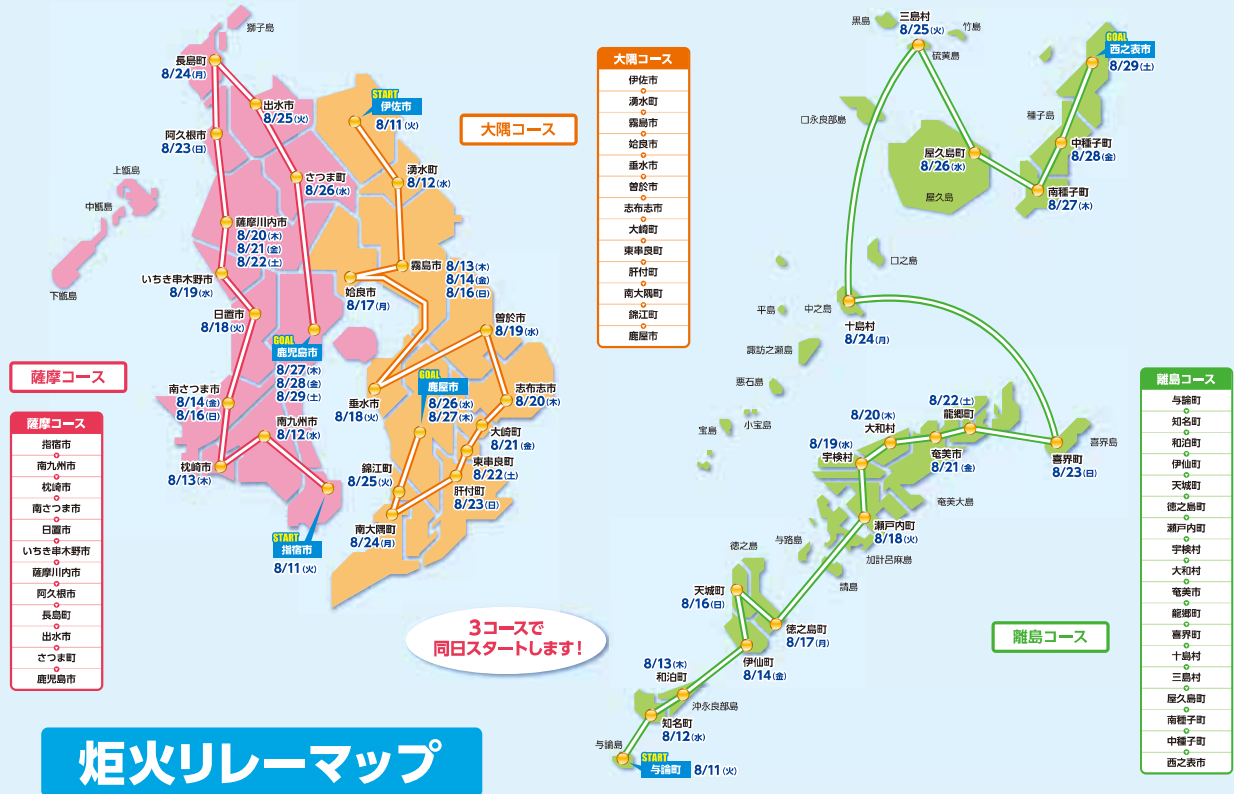 獅子島
長島町
8/24(月)
出水市
8/25(火)
阿久根市
8/23(日)
上甑島
中甑島
下甑島
さつま町
8/26(水)
薩摩川内市
8/20(木)
8/21(金)
8/22(土)
いちき串木野市
8/19(水)
日置市
8/18(火)
GOAL
鹿児島市
8/27(木)
8/28(金)
8/29(土)
南さつま市
8/14(金)
8/16(日)
南九州市
8/12(水)
枕崎市
8/13(木)
START
指宿市
8/11(火)
薩摩コース
薩摩コース
指宿市
南九州市
枕崎市
南さつま市
日置市
いちき串木野市
薩摩川内市
阿久根市
長島町
出水市
さつま町
鹿児島市
START
伊佐市
8/11(火)
湧水町
8/12(水)
霧島市
8/13(木)
8/14(金)
8/16(日)
姶良市
8/17(月)
曽於市
8/19(水)
垂水市
8/18(火)
GOAL
鹿屋市
8/26(水)
8/27(木)
志布志市
8/20(木)
大崎町
8/21(金)
東串良町
8/22(土)
肝付町
8/23(日)
錦江町
8/25(火)
南大隅町
8/24(月)
大隅コース
大隅コース
伊佐市
湧水町
霧島市
姶良市
垂水市
曽於市
志布志市
大崎町
東串良町
肝付町
南大隅町
錦江町
鹿屋市
黒島
三島村
8/25(火)
竹島
硫黄島
GOAL
西之表市
8/29(土)
口永良部島
種子島
中種子町
8/28(金)
屋久島町
8/26(水)
屋久島
南種子町
8/27(木)
口之島
中之島
十島村
8/24(月)
平島
諏訪之瀬島
悪石島
小宝島
宝島
8/22(土)
龍郷町
8/20(木)
大和村
8/19(水)
宇検村
奄美市
8/21(金)
喜界島
喜界町
8/23(日)
奄美大島
瀬戸内町
8/18(火)
加計呂麻島
与路島
請島
徳之島
天城町
8/16(日)
徳之島町
8/17(月)
伊仙町
8/14(金)
8/13(木)
和泊町
沖永良部島
知名町
8/12(水)
与論島
START
与論町
8/11(火)
離島コース
離島コース
与論町
知名町
和泊町
伊仙町
天城町
徳之島町
瀬戸内町
宇検村
大和村
奄美市
龍郷町
喜界町
十島村
三島村
屋久島町
南種子町
中種子町
西之表市
3コースで
同日スタートします!
炬火リレーマップ